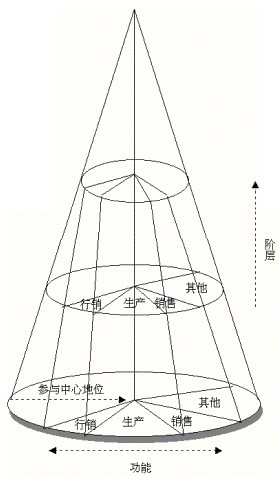 其他
行销 生产 销售
阶层
参与中心地位
其他
行销 生产 销售
功能